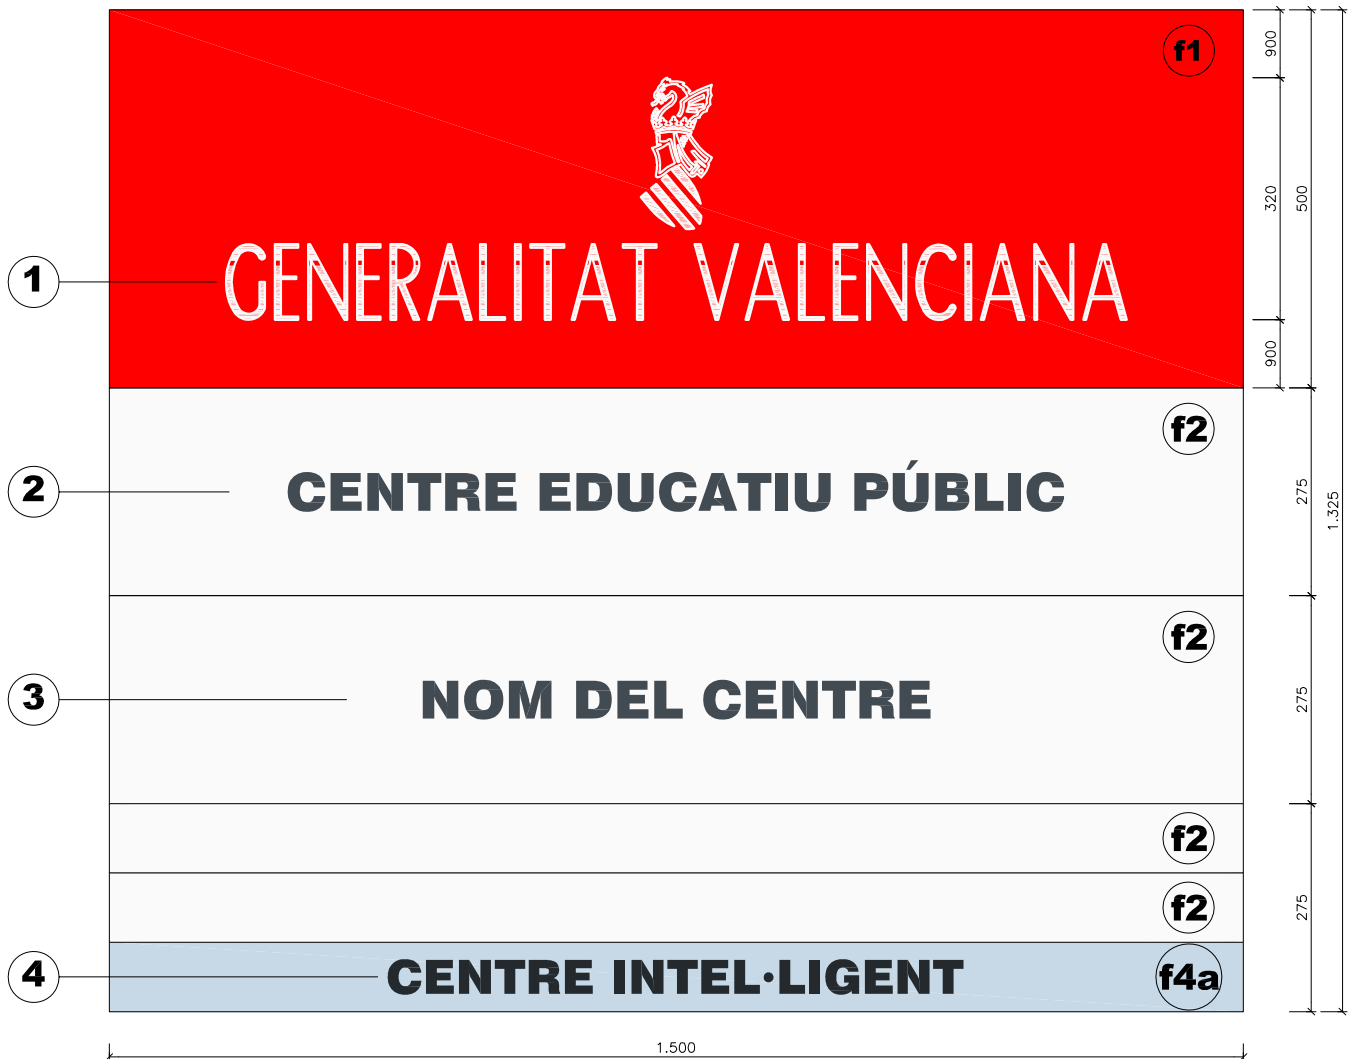 f1
900
320
500
1
GENERALITAT VALENCIANA
900
f2
2
CENTRE EDUCATIU PÚBLIC
275
1.325
f2
3
NOM DEL CENTRE
275
f2
f2
275
4
CENTRE INTEL·LIGENT
f4a
1.500